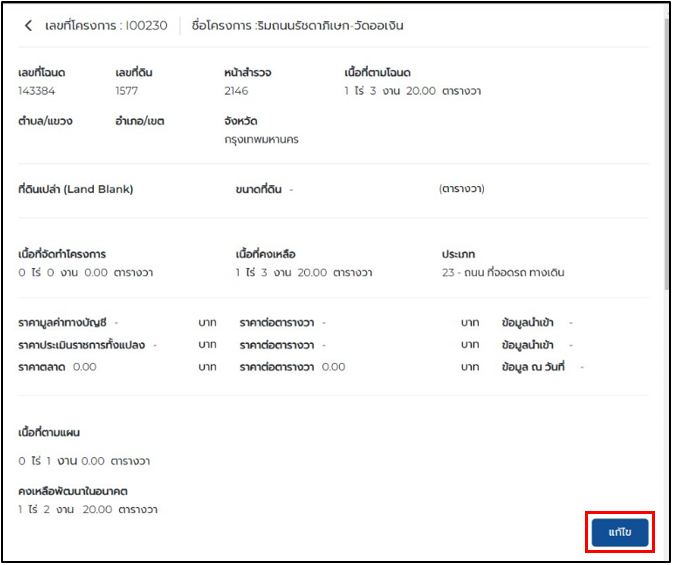 เลขที่โครงการ : I00230 ชื่อโครงการ :ริมถนนรัชดาภิเษก-วัดออเงิน
เลขที่โฉนด เลขที่ดิน หน้าสำรวจ เนื้อที่ตามโฉนด
143384 1577 2146 1 ไร่ 3 งาน 20.00 ตารางวา
ตำบล/แขวง อำเภอ/เขต จังหวัด
กรุงเทพมหานคร
ที่ดินเปล่า (Land Blank) ขนาดที่ดิน - (ตารางวา)
เนื้อที่จัดทำโครงการ เนื้อที่คงเหลือ ประเภท
0 ไร่ 0 งาน 0.00 ตารางวา 1 ไร่ 3 งาน 20.00 ตารางวา 23 - ถนน ที่จอดรถ ทางเดิน
ราคามูลค่าทางบัญชี - บาท ราคาต่อตารางวา - บาท ข้อมูลนำเข้า -
ราคาประเมินราชการทั้งแปลง - บาท ราคาต่อตารางวา - บาท ข้อมูลนำเข้า -
ราคาตลาด 0.00 บาท ราคาต่อตารางวา 0.00 บาท ข้อมูล ณ วันที่ -
เนื้อที่ตามแผน
0 ไร่ 1 งาน 0.00 ตารางวา
คงเหลือพัฒนาในอนาคต
1 ไร่ 2 งาน 20.00 ตารางวา
แก้ไข